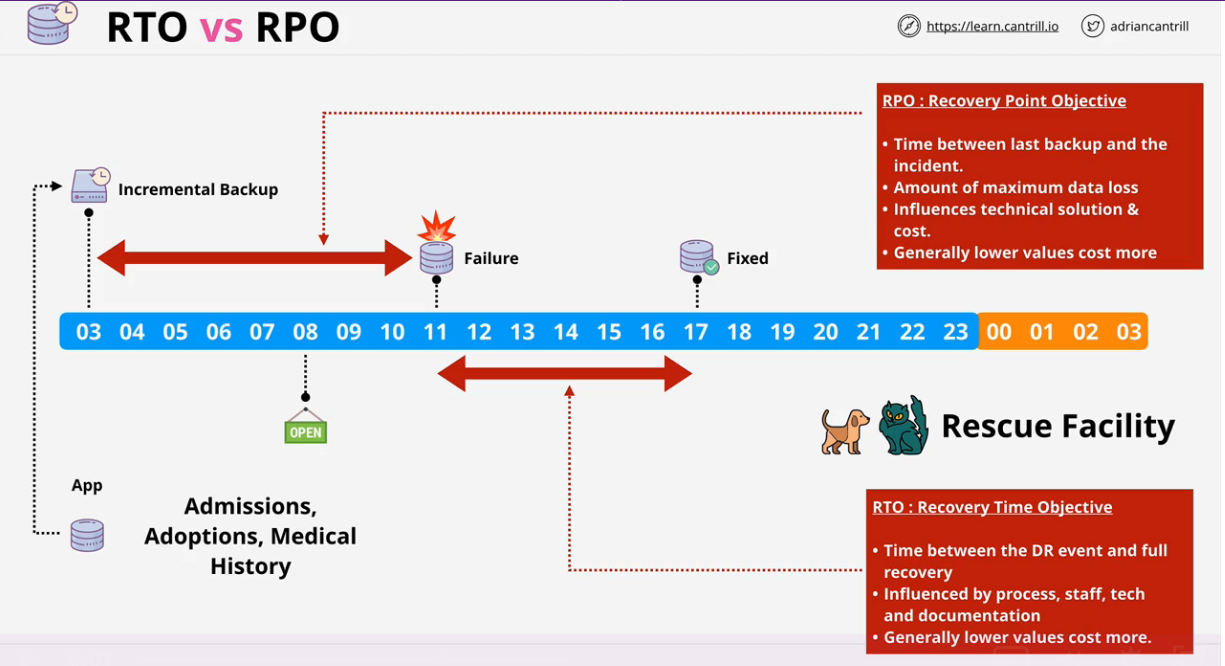 RTO vs RPO
https://learn.cantrill.io
adriancantrill
RPO : Recovery Point Objective
• Time between last backup and the
incident.
• Amount of maximum data loss
• Influences technical solution &
cost.
• Generally lower values cost more
Incremental Backup
Failure
Fixed
03 04 05 06 07 08 09 10 11 12 13 14 15 16 17 18 19 20 21 22 23 00 01 02 03
OPEN
Rescue Facility
App
Admissions,
Adoptions, Medical
History
RTO : Recovery Time Objective
• Time between the DR event and full
recovery
• Influenced by process, staff, tech
and documentation
• Generally lower values cost more.